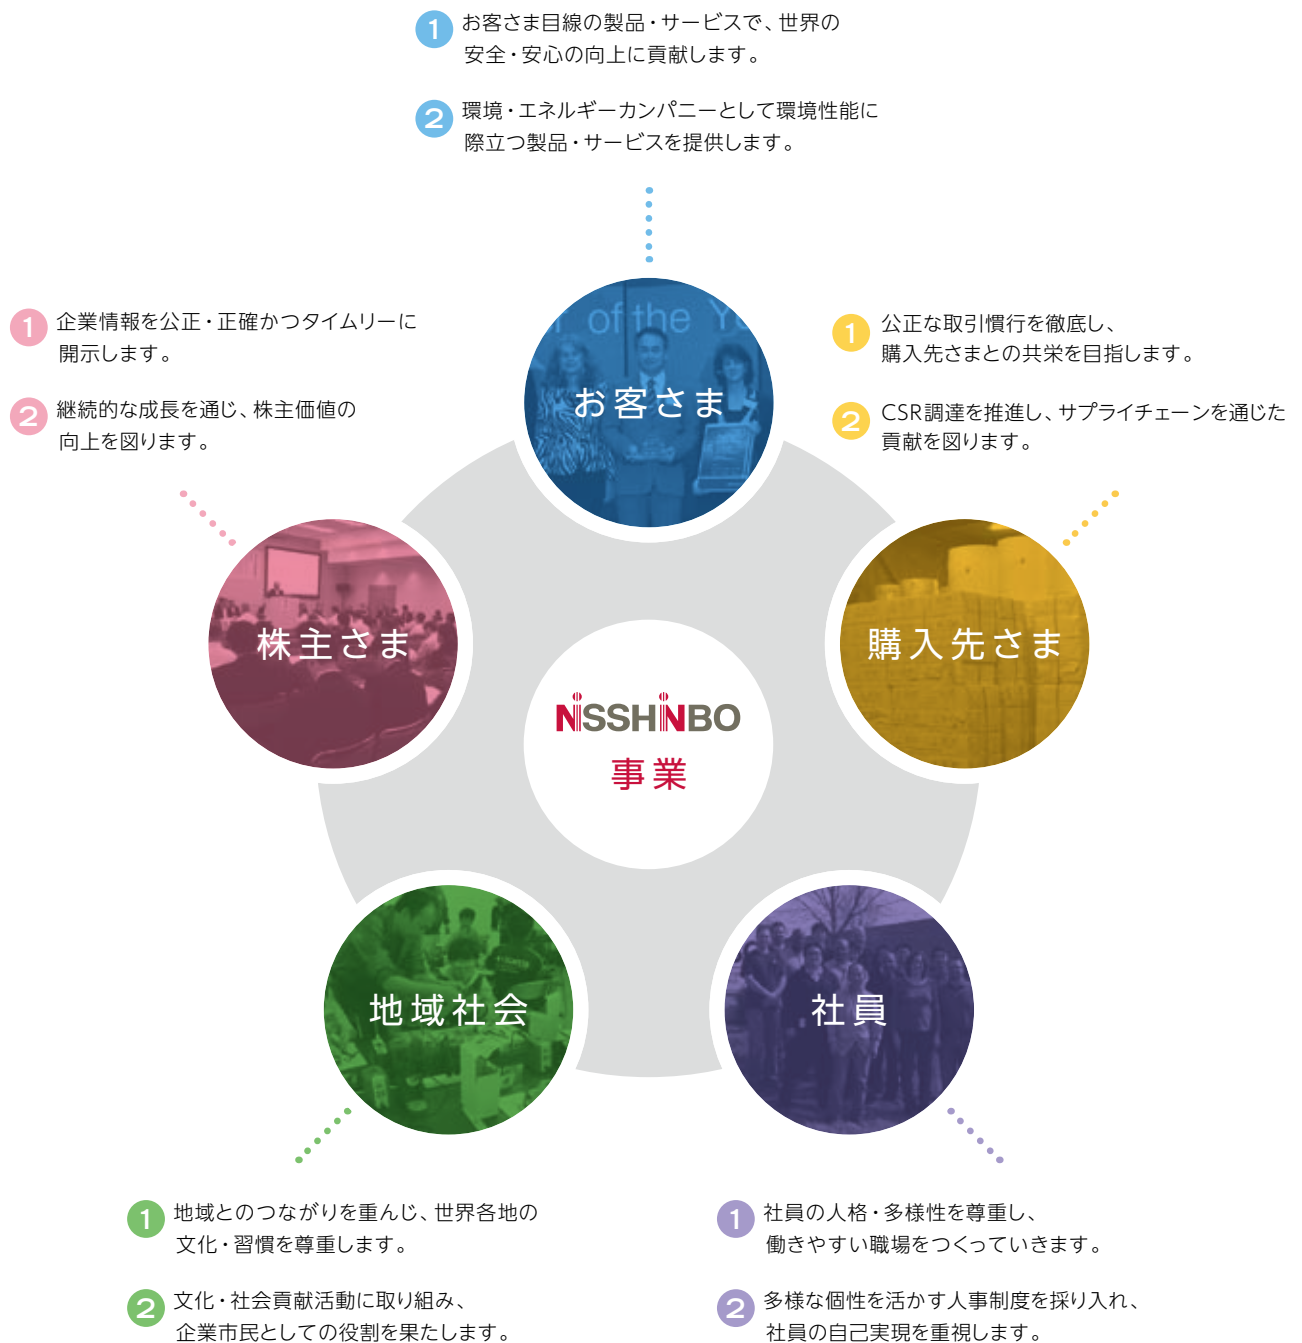 1 お客さま目線の製品・サービスで、世界の
安全・安心の向上に貢献します。
2 環境・エネルギーカンパニーとして環境性能に
際立つ製品・サービスを提供します。
1 企業情報を公正・正確かつタイムリーに
開示します。
2 継続的な成長を通じ、株主価値の
向上を図ります。
1 公正な取引慣行を徹底し、
購入先さまとの共栄を目指します。
2 CSR調達を推進し、サプライチェーンを通じた
貢献を図ります。
of the Y
お客さま
株主さま
購入先さま
NISSHINBO
事業
地域社会
社員
1 地域とのつながりを重んじ、世界各地の
文化・習慣を尊重します。
2 文化・社会貢献活動に取り組み、
企業市民としての役割を果たします。
1 社員の人格・多様性を尊重し、
働きやすい職場をつくっていきます。
2 多様な個性を活かす人事制度を採り入れ、
社員の自己実現を重視します。